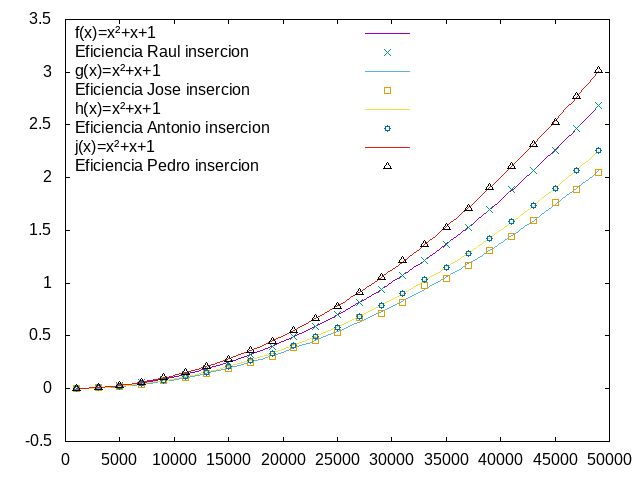 3.5
3
2.5
2
1.5
1
0.5
0
-0.5
f(x)=x²+x+1
Eficiencia Raul insercion
g(x)=x²+x+1
Eficiencia Jose insercion
h(x)=x²+x+1
Eficiencia Antonio insercion
j(x)=x²+x+1
Eficiencia Pedro insercion
0 5000 10000 15000 20000 25000 30000 35000 40000 45000 50000